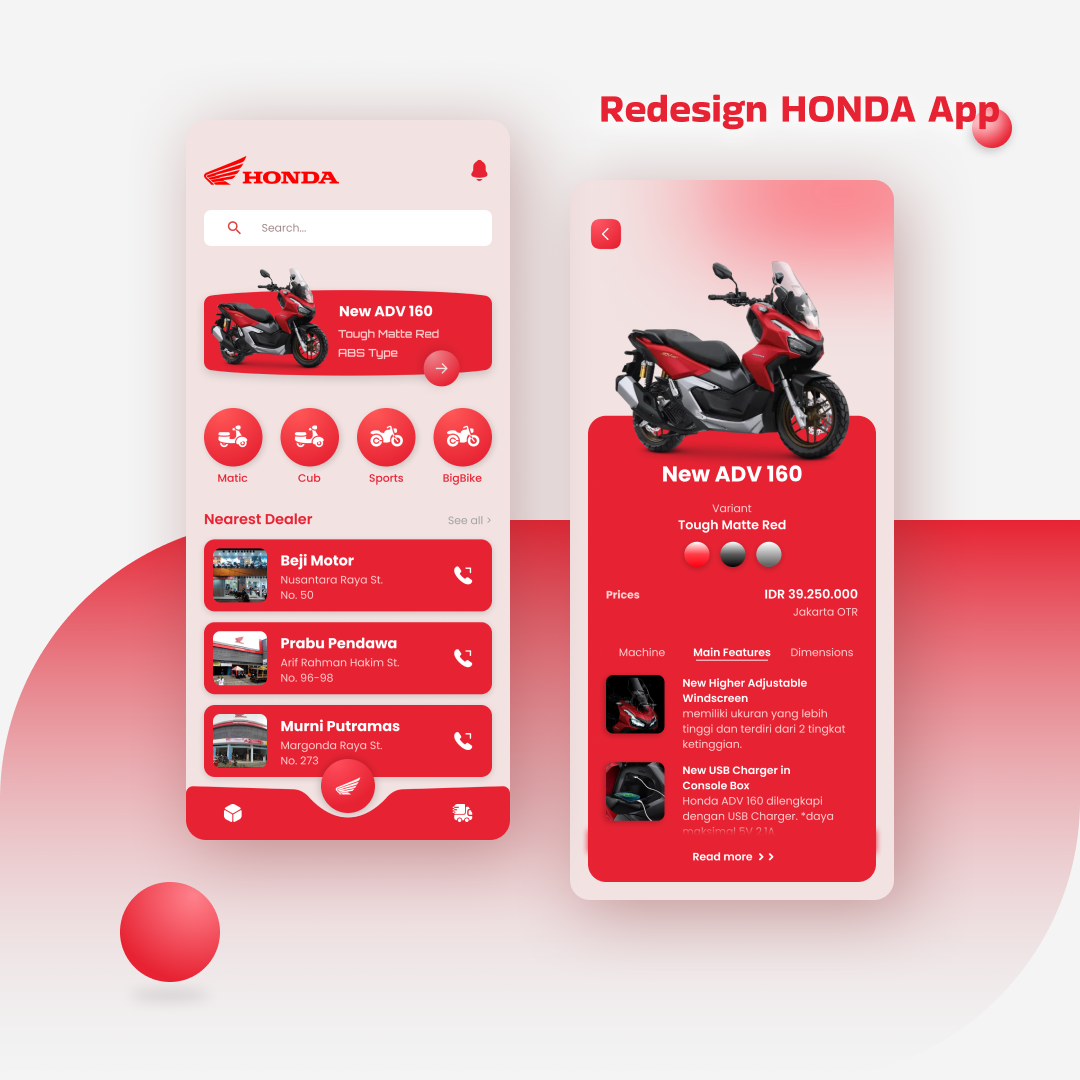 Redesign HONDA App
HONDA
Search...
New ADV 160
Tough Matte Red
ABS Type
Matic
Cub
Sports
BigBike
Nearest Dealer
See all >
Beji Motor
Nusantara Raya St.
No. 50
Prabu Pendawa
Arif Rahman Hakim St.
No. 96-98
Murni Putramas
Margonda Raya St.
No. 273
New ADV 160
Variant
Tough Matte Red
Prices
IDR 39.250.000
Jakarta OTR
Machine
Main Features
Dimensions
New Higher Adjustable
Windscreen
memiliki ukuran yang lebih
tinggi dan terdiri dari 2 tingkat
ketinggian.
New USB Charger in
Console Box
Honda ADV 160 dilengkapi
dengan USB Charger. *daya
maksimal 5V 2.1A
Read more